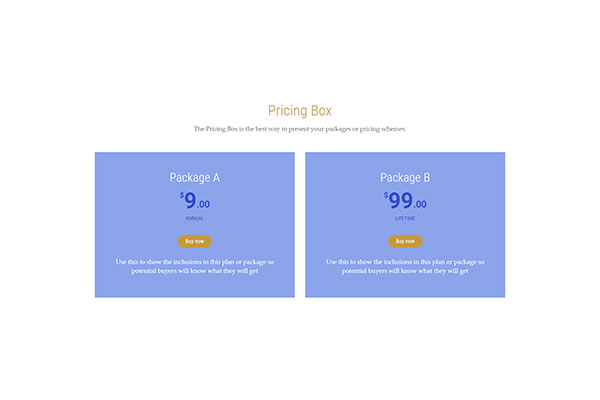 Pricing Box
The Pricing Box is the best way to present your packages or pricing schemes.
Package A
$9.00
ANNUAL
Buy now
Use this to show the inclusions in this plan or package so
potential buyers will know what they will get
Package B
$99.00
LIFETIME
Buy now
Use this to show the inclusions in this plan or package so
potential buyers will know what they will get